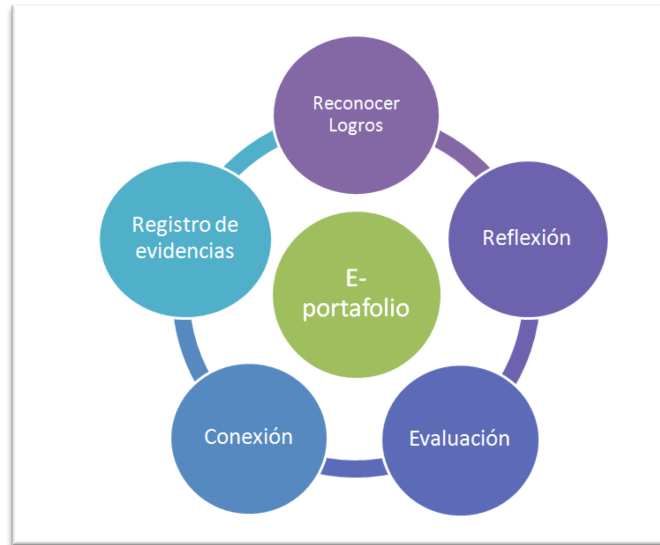 Reconocer
Logros
Registro de
evidencias
Reflexión
E-
portafolio
Conexión
Evaluación